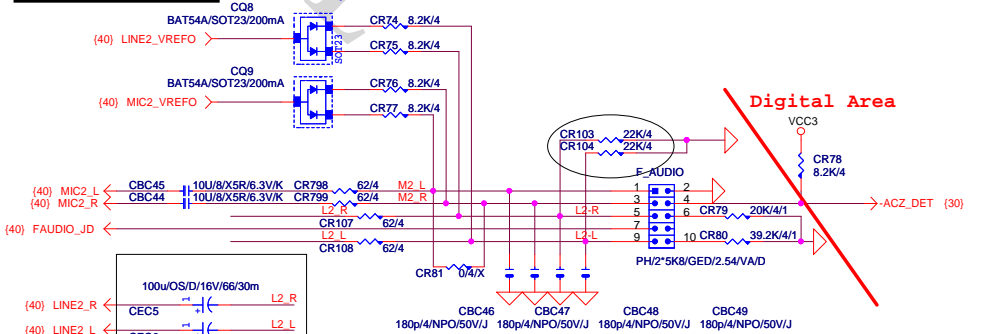 CQ8
BAT54A/SOT23/200mA
CR74 8.2K/4
{40} LINE2_VREFO
SOT23
CR75 8.2K/4
CQ9
BAT54A/SOT23/200mA
CR76 8.2K/4
{40} MIC2_VREFO
CR77 8.2K/4
Digital Area
VCC3
CR103 22K/4
CR104 22K/4
CR78
8.2K/4
F_AUDIO
{40} MIC2_L CBC45 10U/8/X5R/6.3V/K CR798 62/4 M2_L 1 2
{40} MIC2_R CBC44 10U/8/X5R/6.3V/K CR799 62/4 M2_R 3 4
-ACZ_DET {30}
L2_R L2-R 5 6 CR79 20K/4/1
{40} FAUDIO_JD CR107 62/4 7
L2_L L2-L 9 10 CR80 39.2K/4/1
CR108 62/4
PH/2*5K8/GED/2.54/VA/D
CR81 0/4/X
100u/OS/D/16V/66/30m
{40} LINE2_R 1 L2_R
+
CEC5
CBC46 CBC47 CBC48 CBC49
180p/4/NPO/50V/J 180p/4/NPO/50V/J 180p/4/NPO/50V/J 180p/4/NPO/50V/J
{40} LINE2_L 1 L2_L